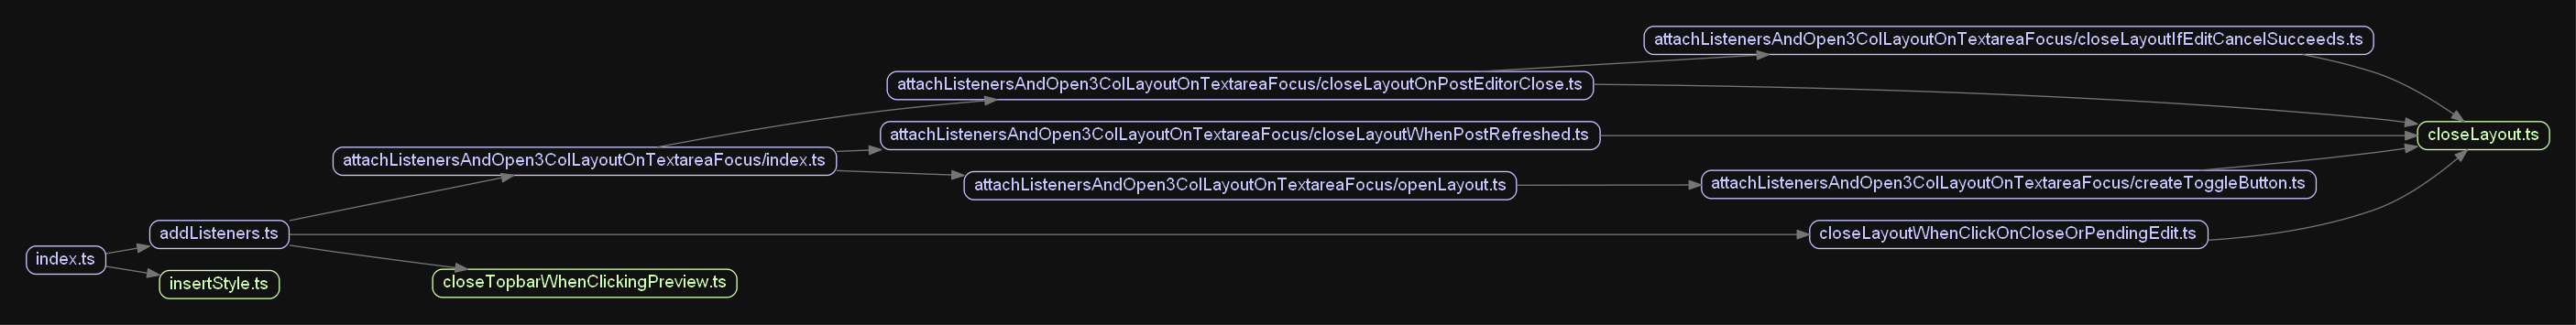 attachListenersAndOpen3ColLayoutOnTextareaFocus/closeLayoutIfEditCancelSucceeds.ts
attachListenersAndOpen3ColLayoutOnTextareaFocus/closeLayoutOnPostEditorClose.ts
attachListenersAndOpen3ColLayoutOnTextareaFocus/closeLayoutWhenPostRefreshed.ts
closeLayout.ts
attachListenersAndOpen3ColLayoutOnTextareaFocus/index.ts
attachListenersAndOpen3ColLayoutOnTextareaFocus/openLayout.ts
attachListenersAndOpen3ColLayoutOnTextareaFocus/createToggleButton.ts
addListeners.ts
closeLayoutWhenClickOnCloseOrPendingEdit.ts
index.ts
insertStyle.ts
closeTopbarWhenClickingPreview.ts